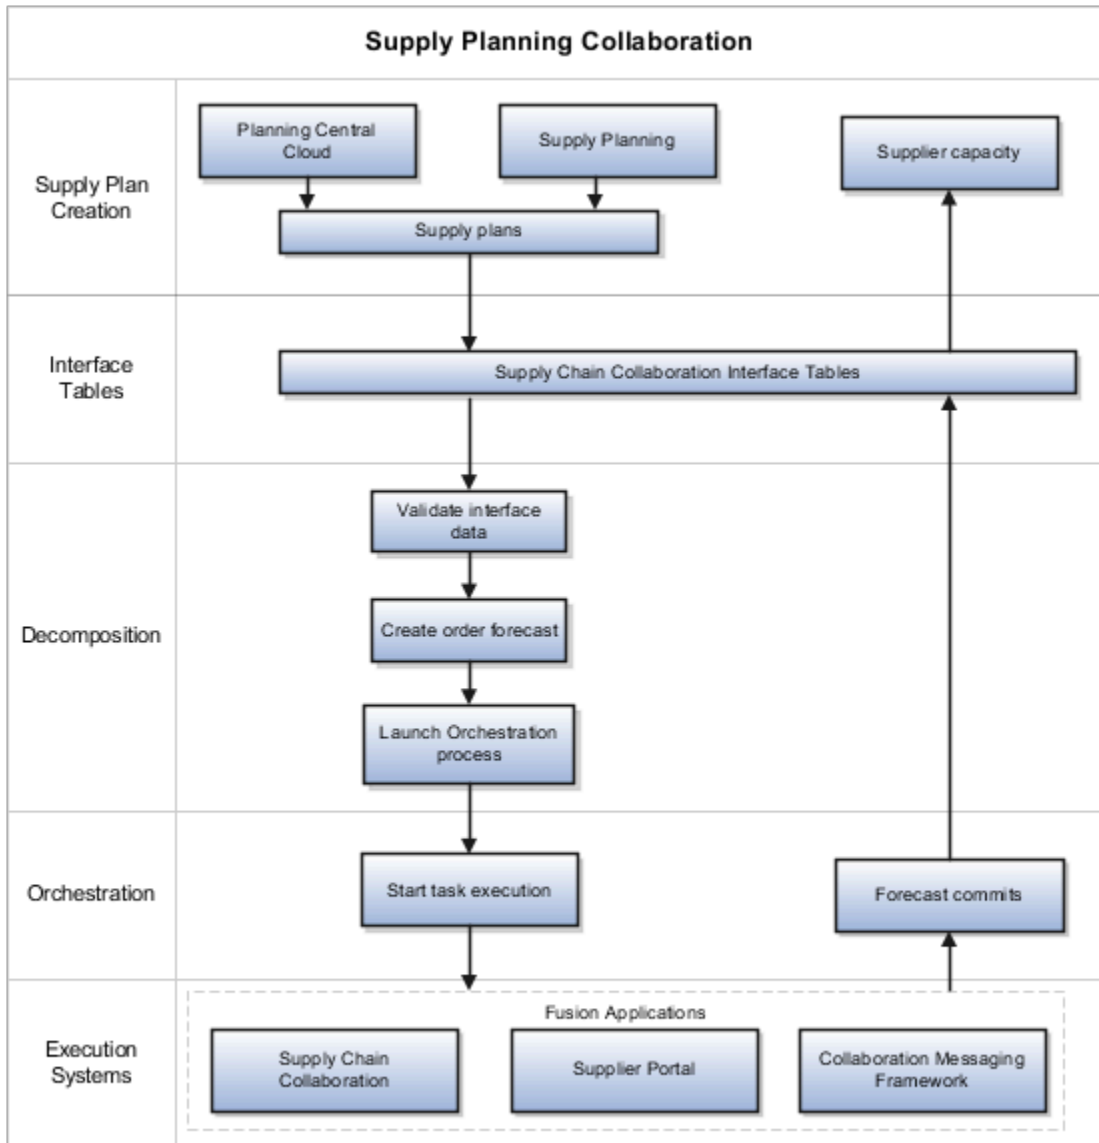 Supply Planning Collaboration
Supply Plan
Creation
Planning Central
Cloud
Supply Planning
Supplier capacity
Supply plans
Interface
Tables
Supply Chain Collaboration Interface Tables
Decomposition
Validate interface
data
Create order forecast
Launch Orchestration
process
Orchestration
Start task execution
Forecast commits
Execution
Systems
Fusion Applications
Supply Chain
Collaboration
Supplier Portal
Collaboration Messaging
Framework